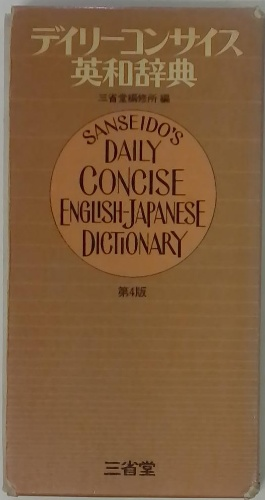 デイリーコンサイス
英和辞典
三省堂編修所 編
SANSEIDO'S
DAILY
CONCISE
ENGLISH-JAPANESE
DICTIONARY
第4版
三省堂